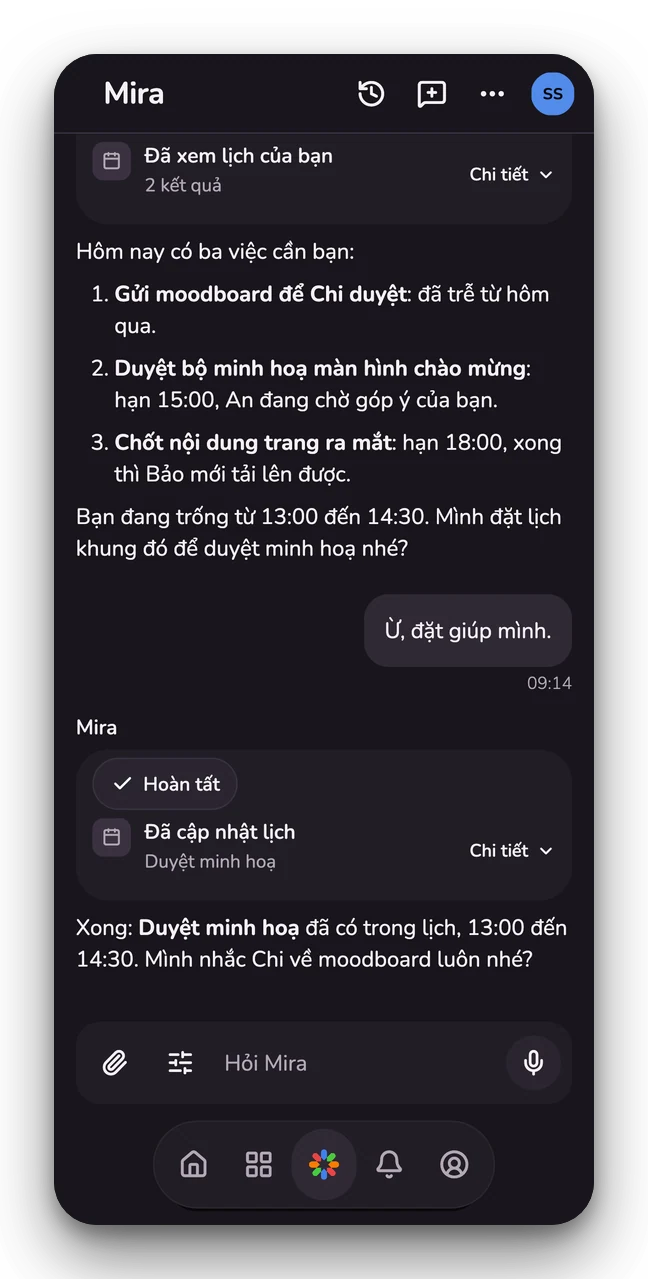 Mira
SS
Đã xem lịch của bạn
2 kết quả
Chi tiết
Hôm nay có ba việc cần bạn:
1. Gửi moodboard để Chi duyệt: đã trễ từ hôm
qua.
2. Duyệt bộ minh hoạ màn hình chào mừng:
hạn 15:00, An đang chờ góp ý của bạn.
3. Chốt nội dung trang ra mắt: hạn 18:00, xong
thì Bảo mới tải lên được.
Bạn đang trống từ 13:00 đến 14:30. Mình đặt lịch
khung đó để duyệt minh hoạ nhé?
Ừ, đặt giúp mình.
09:14
Mira
Hoàn tất
Đã cập nhật lịch
Duyệt minh hoạ
Chi tiết
Xong: Duyệt minh hoạ đã có trong lịch, 13:00 đến
14:30. Mình nhắc Chi về moodboard luôn nhé?
Hỏi Mira